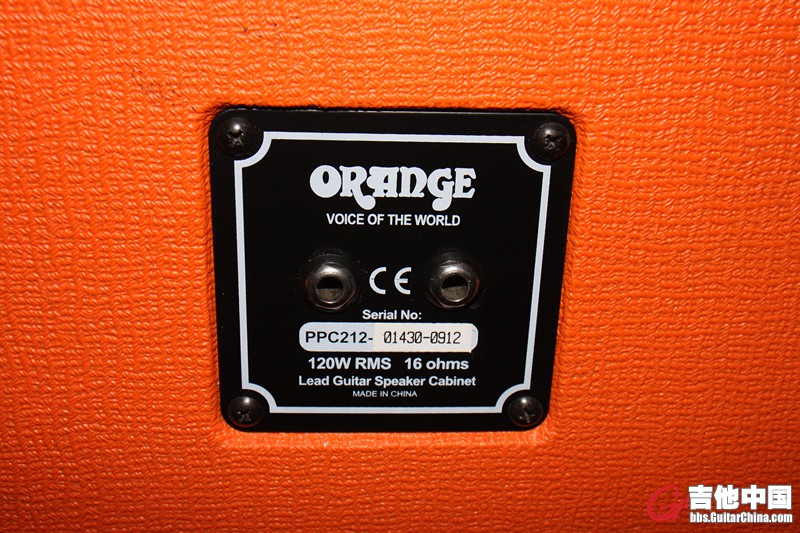 ORANGE
VOICE OF THE WORLD
CE
Serial No:
PPC212- 01430-0912
120W RMS 16 ohms
Lead Guitar Speaker Cabinet
MADE IN CHINA
吉他中国
bbs.GuitarChina.com